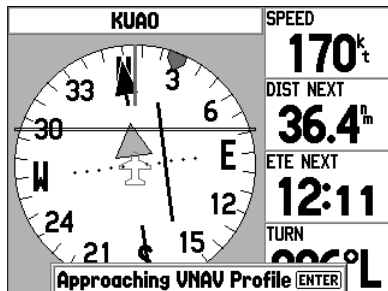 KUAO
SPEED
170kt
DIST NEXT
36.4nm
ETE NEXT
12:11
TURN
°L
N
3
6
E
12
15
S
21
24
W
30
33
Approaching VNAV Profile ENTER